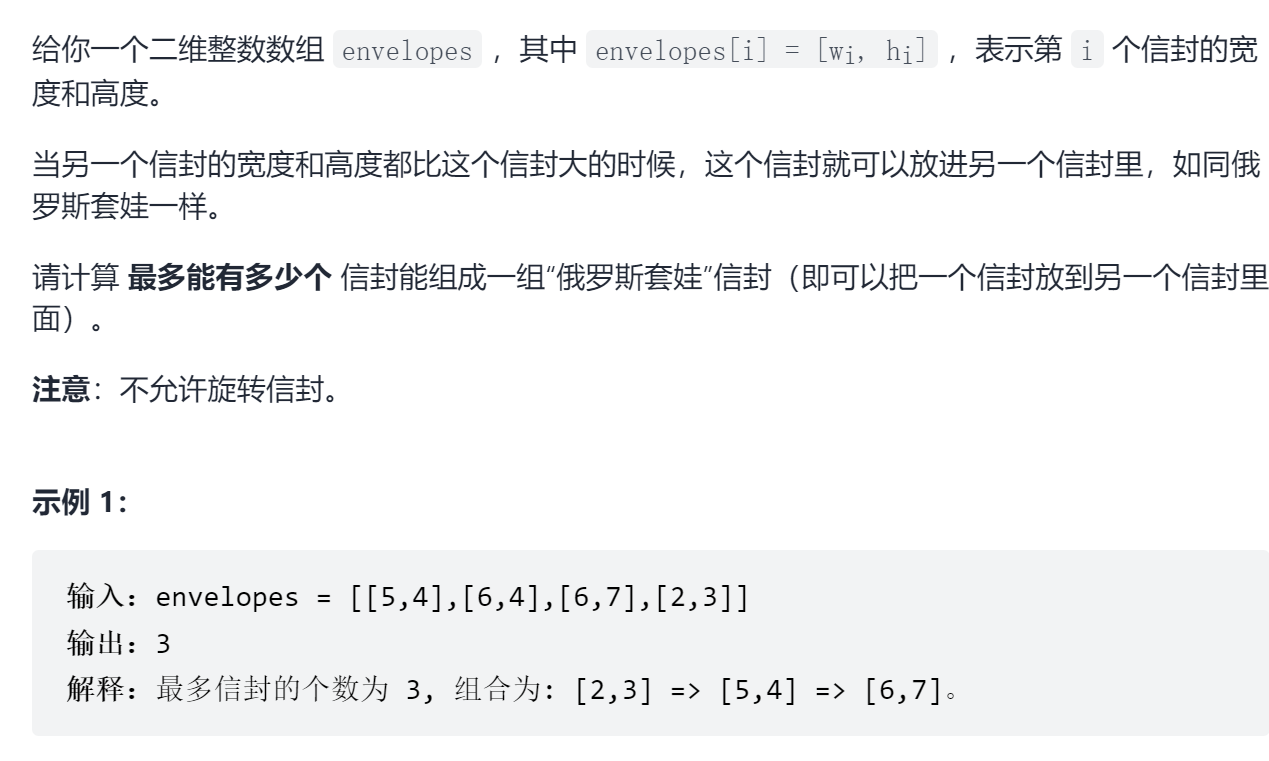 给你一个二维整数数组 envelopes ，其中 envelopes[i] = [wi, hi] ，表示第 i 个信封的宽
度和高度。
当另一个信封的宽度和高度都比这个信封大的时候，这个信封就可以放进另一个信封里，如同俄
罗斯套娃一样。
请计算 最多能有多少个 信封能组成一组“俄罗斯套娃”信封（即可以把一个信封放到另一个信封里
面）。
注意：不允许旋转信封。
示例 1：
输入：envelopes = [[5,4],[6,4],[6,7],[2,3]]
输出：3
解释：最多信封的个数为 3, 组合为: [2,3] => [5,4] => [6,7]。